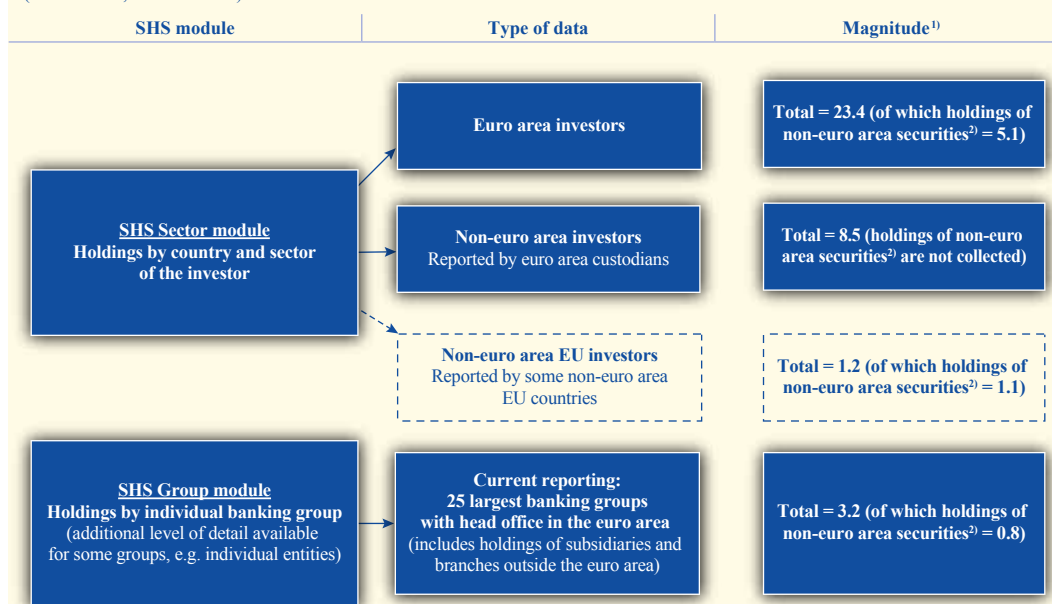 SHS module
Type of data
Magnitude1)
Euro area investors
Total = 23.4 (of which holdings of
non-euro area securities2) = 5.1)
SHS Sector module
Holdings by country and sector
of the investor
Non-euro area investors
Reported by euro area custodians
Total = 8.5 (holdings of non-euro
area securities2) are not collected)
Non-euro area EU investors
Reported by some non-euro area
EU countries
Total = 1.2 (of which holdings of
non-euro area securities2) = 1.1)
SHS Group module
Holdings by individual banking group
(additional level of detail available
for some groups, e.g. individual entities)
Current reporting:
25 largest banking groups
with head office in the euro area
(includes holdings of subsidiaries and
branches outside the euro area)
Total = 3.2 (of which holdings of
non-euro area securities2) = 0.8)